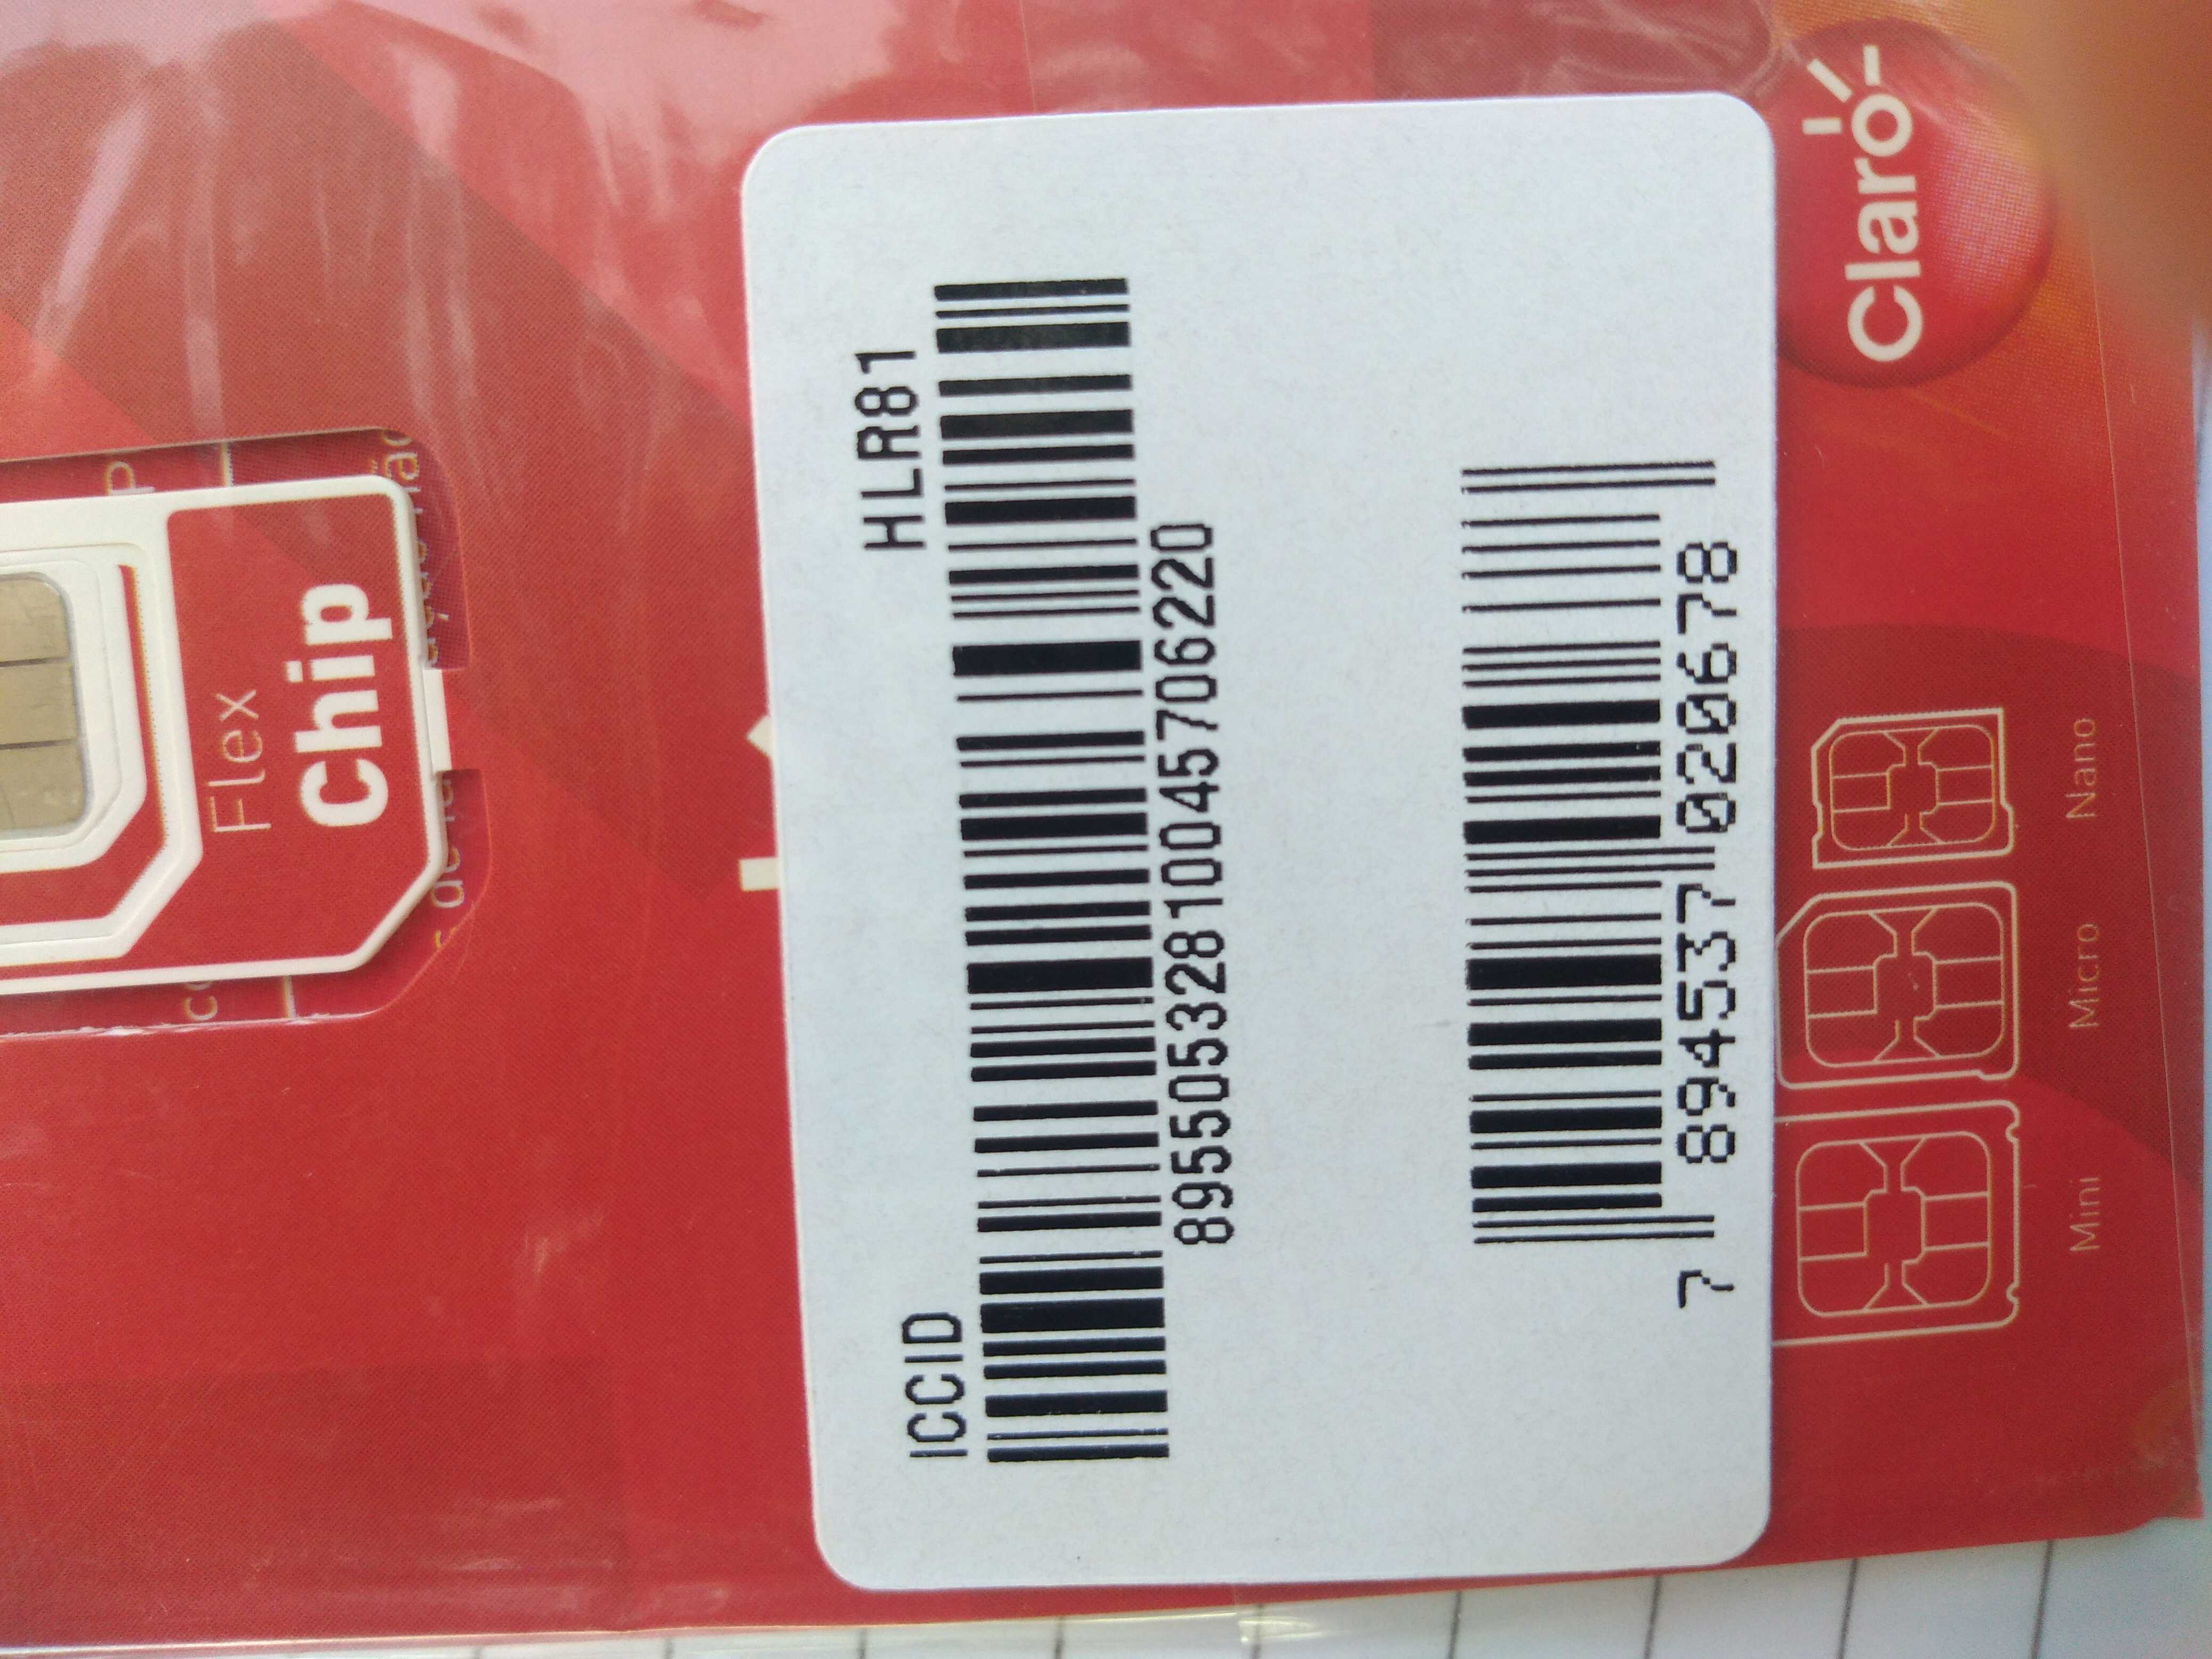 Flex
Chip
ICCID
HLR81
89550532810045706220
7 894537 020678
Claro
Mini
Micro
Nano